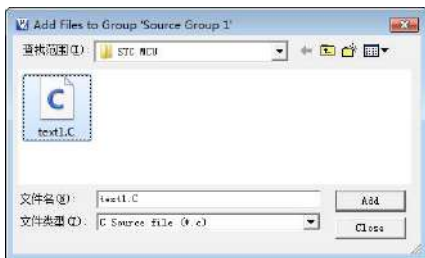 Add Files to Group 'Source Group 1'
查找范围(I): STC MCU
C
text1.C
文件名(N): text1.C Add
文件类型(T): C Source file (*.c) Close